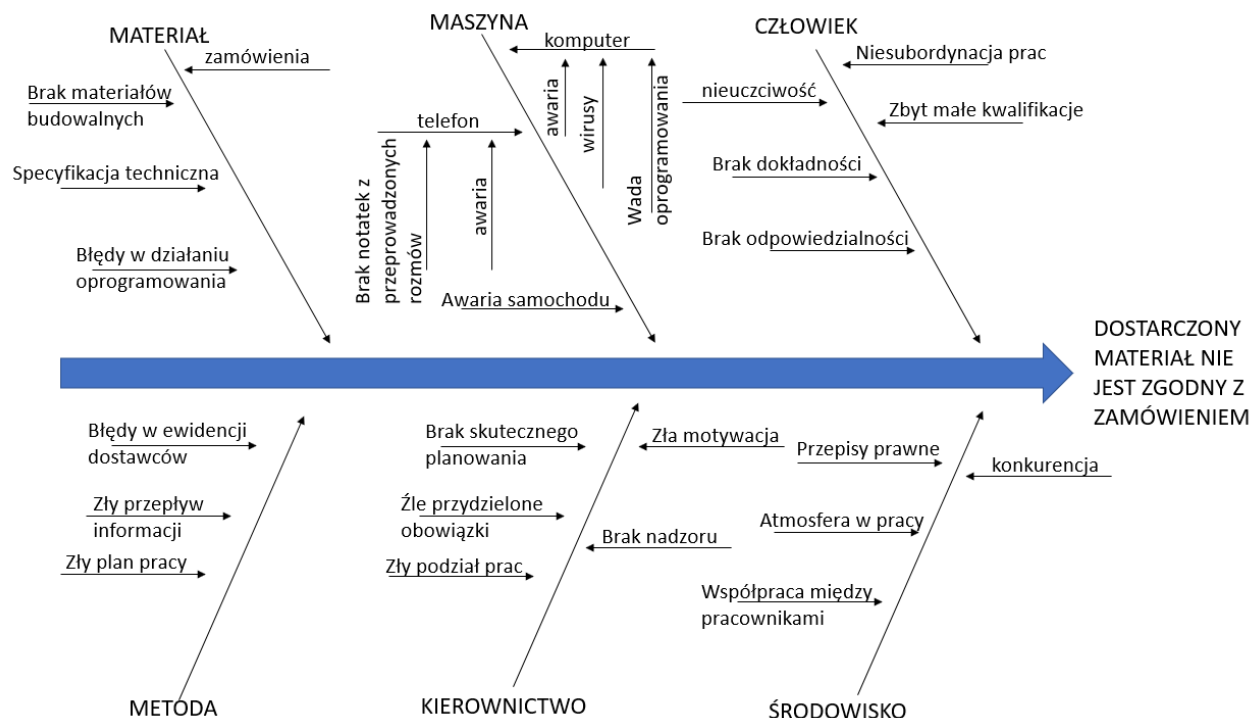 MATERIAŁ
zamówienia
Brak materiałów
budowalnych
Specyfikacja techniczna
Błędy w działaniu
oprogramowania
MASZYNA
komputer
awaria
wirusy
Wada
oprogramowania
telefon
Brak notatek z
przeprowadzonych
rozmów
awaria
Awaria samochodu
CZŁOWIEK
Niesubordynacja prac
nieuczciwość
Zbyt małe kwalifikacje
Brak dokładności
Brak odpowiedzialności
DOSTARCZONY
MATERIAŁ NIE
JEST ZGODNY Z
ZAMÓWIENIEM
Błędy w ewidencji
dostawców
Zły przepływ
informacji
Zły plan pracy
METODA
Brak skutecznego
planowania
Zła motywacja
Źle przydzielone
obowiązki
Brak nadzoru
Zły podział prac
KIEROWNICTWO
Przepisy prawne
konkurencja
Atmosfera w pracy
Współpraca między
pracownikami
ŚRODOWISKO